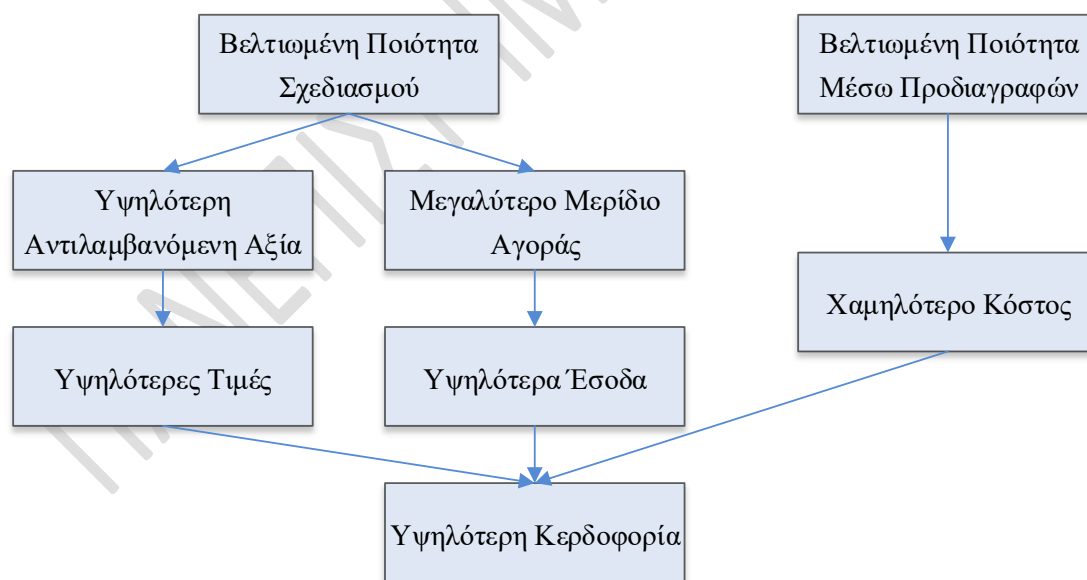 Βελτιωμένη Ποιότητα
Σχεδιασμού
Βελτιωμένη Ποιότητα
Μέσω Προδιαγραφών
Υψηλότερη
Αντιλαμβανόμενη Αξία
Μεγαλύτερο Μερίδιο
Αγοράς
Χαμηλότερο Κόστος
Υψηλότερες Τιμές
Υψηλότερα Έσοδα
Υψηλότερη Κερδοφορία